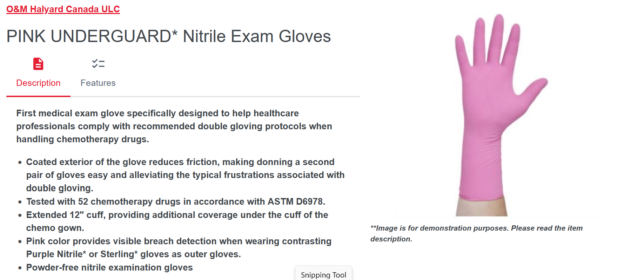 O&M Halyard Canada ULC
PINK UNDERGUARD* Nitrile Exam Gloves
Description
Features
First medical exam glove specifically designed to help healthcare
professionals comply with recommended double gloving protocols when
handling chemotherapy drugs.
• Coated exterior of the glove reduces friction, making donning a second
pair of gloves easy and alleviating the typical frustrations associated with
double gloving.
• Tested with 52 chemotherapy drugs in accordance with ASTM D6978.
• Extended 12" cuff, providing additional coverage under the cuff of the
chemo gown.
• Pink color provides visible breach detection when wearing contrasting
Purple Nitrile* or Sterling* gloves as outer gloves.
• Powder-free nitrile examination gloves
**Image is for demonstration purposes. Please read the item
description.
Snipping Tool